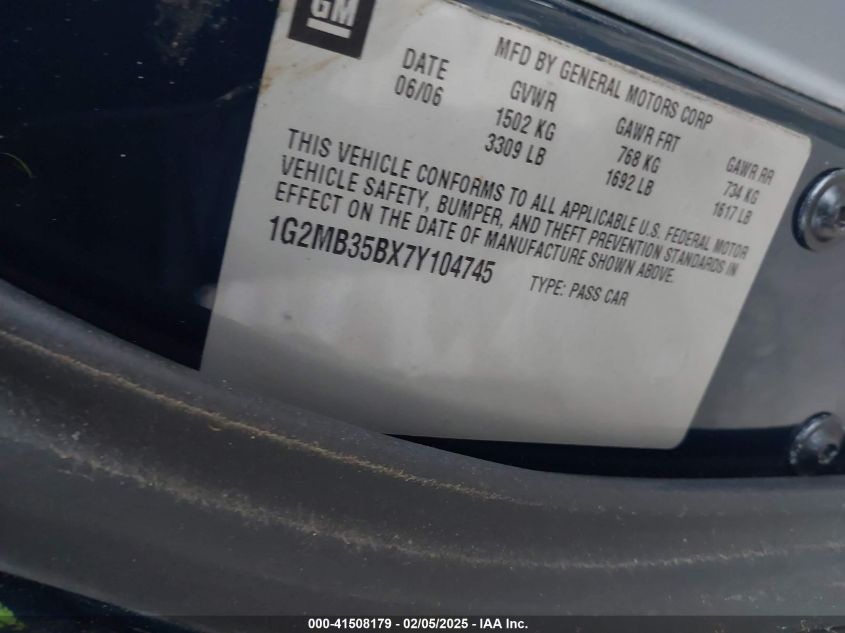 GM
MFD BY GENERAL MOTORS CORP
DATE GVWR GAWR FRT GAWR RR
06/06 1502 KG 768 KG 734 KG
3309 LB 1692 LB 1617 LB
THIS VEHICLE CONFORMS TO ALL APPLICABLE U.S. FEDERAL MOTOR
VEHICLE SAFETY, BUMPER, AND THEFT PREVENTION STANDARDS IN
EFFECT ON THE DATE OF MANUFACTURE SHOWN ABOVE.
1G2MB35BX7Y104745 TYPE: PASS CAR
000-41508179 - 02/05/2025 - IAA Inc.